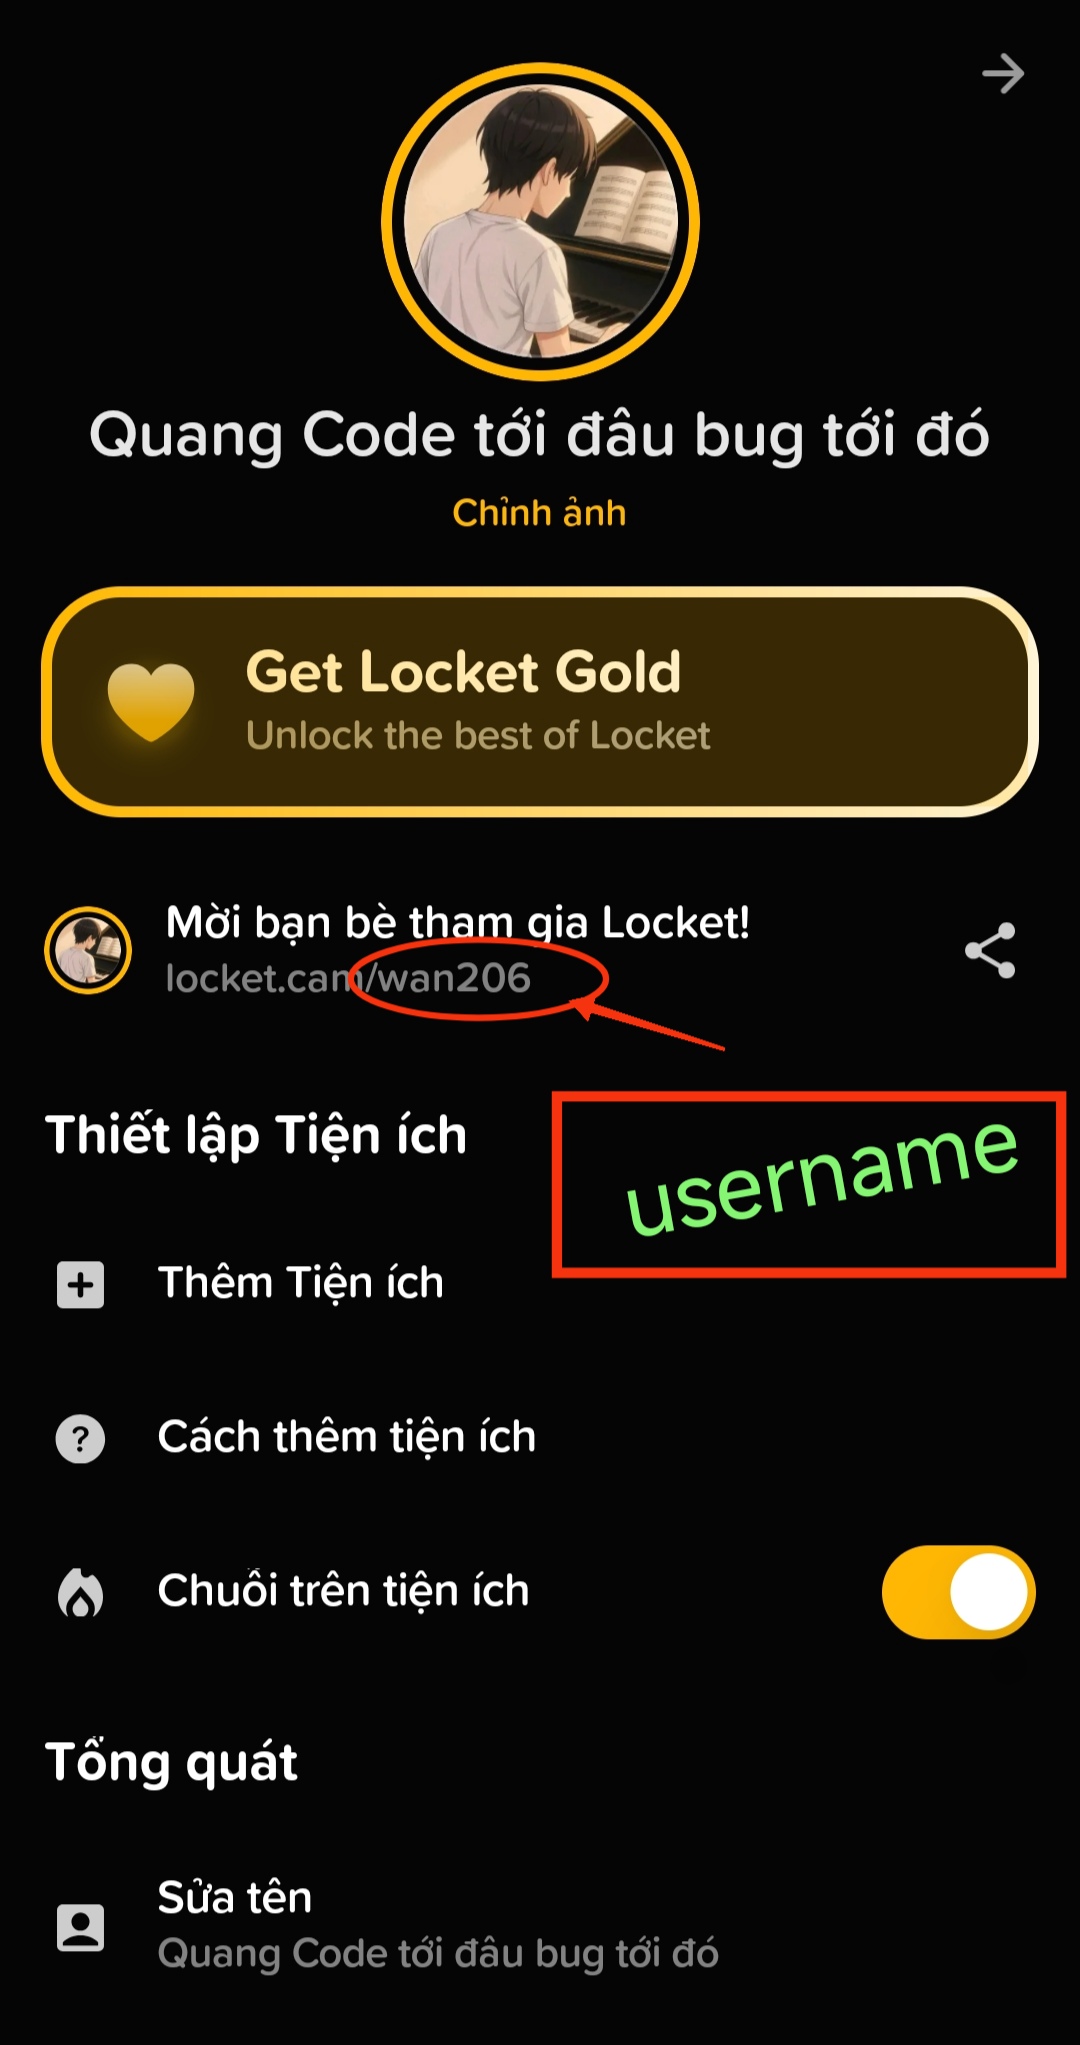 Quang Code tới đâu bug tới đó
Chỉnh ảnh
Get Locket Gold
Unlock the best of Locket
Mời bạn bè tham gia Locket!
locket.cam/wan206
Thiết lập Tiện ích
username
Thêm Tiện ích
?
Cách thêm tiện ích
Chuỗi trên tiện ích
Tổng quát
Sửa tên
Quang Code tới đâu bug tới đó